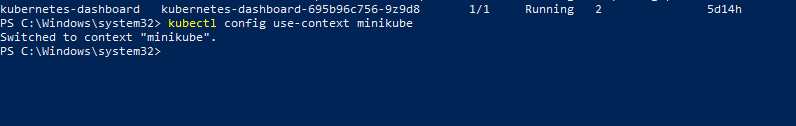 kubernetes-dashboard   kubernetes-dashboard-695b96c756-9z9d8   1/1   Running   2   5d14h
PS C:\Windows\system32> kubectl config use-context minikube
Switched to context "minikube".
PS C:\Windows\system32>